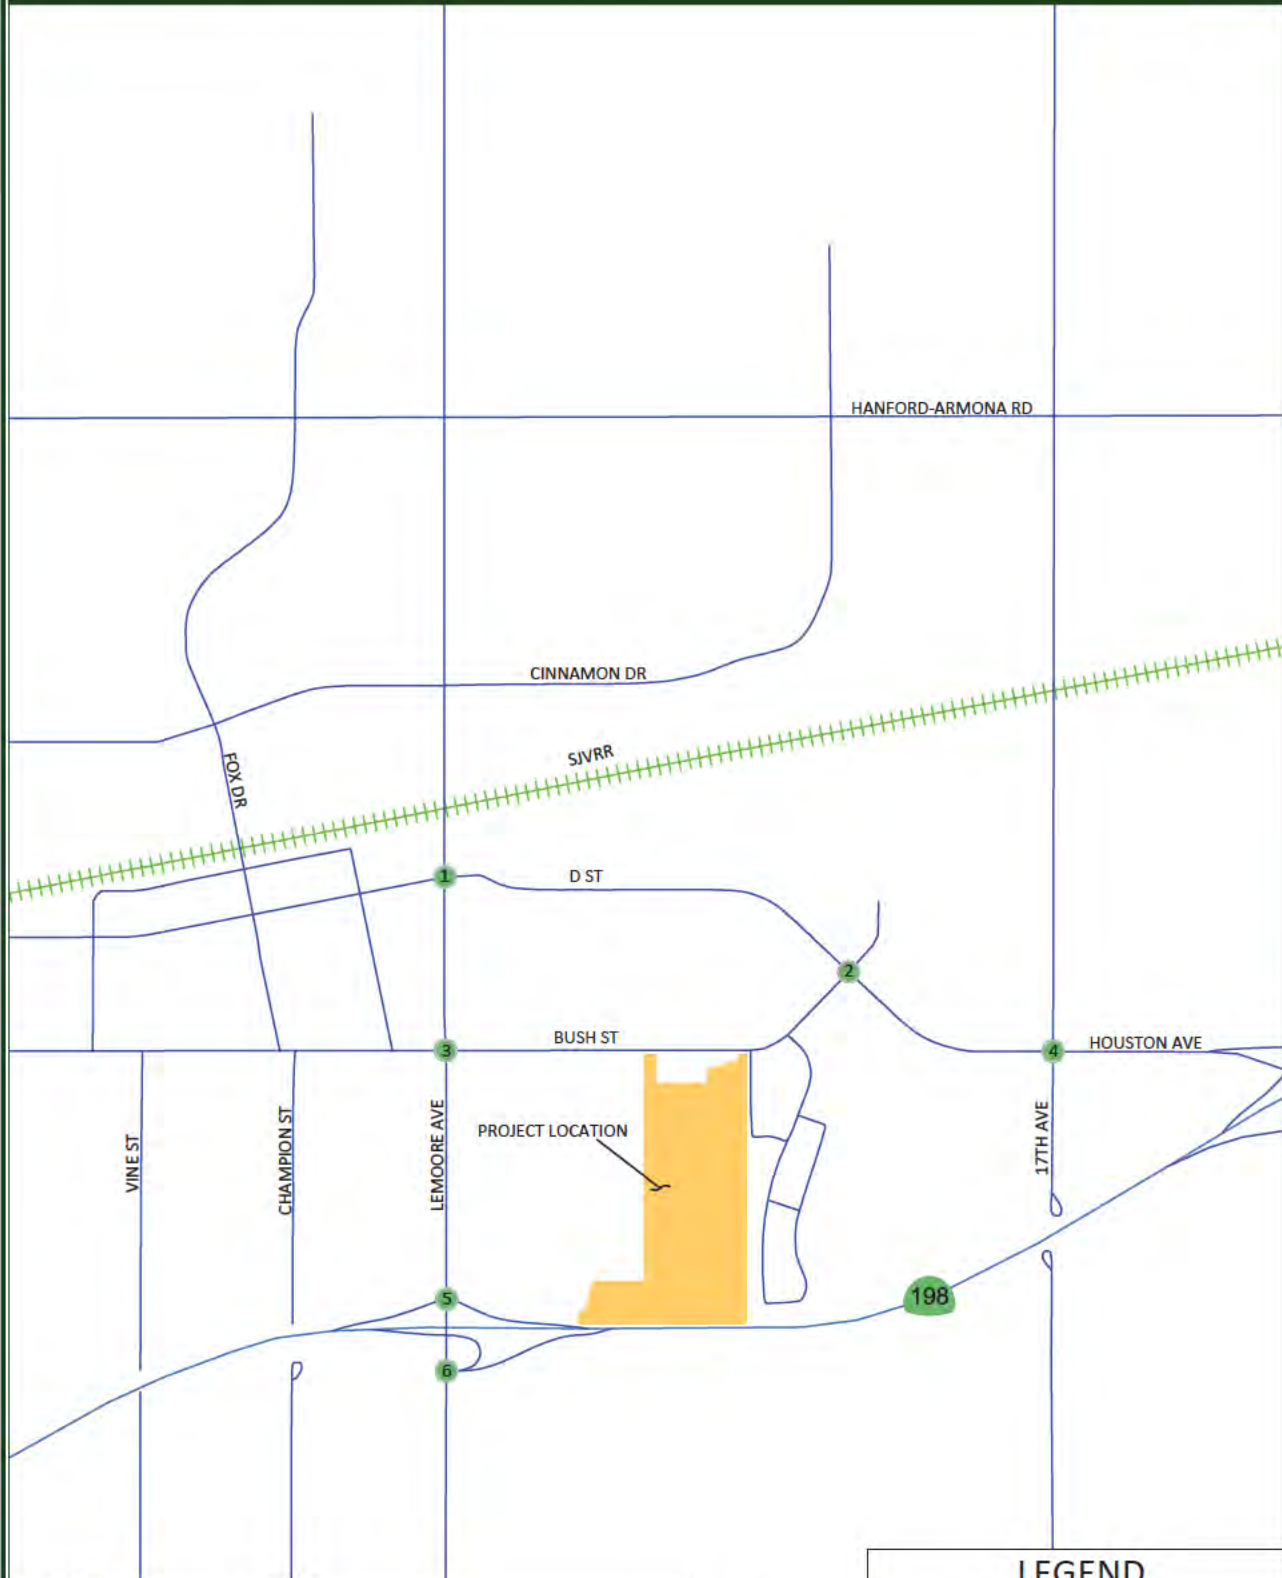 HANFORD-ARMONA RD
CINNAMON DR
SJVRR
FOX DR
1
D ST
2
BUSH ST
3
4
HOUSTON AVE
PROJECT LOCATION
VINE ST
CHAMPION ST
LEMOORE AVE
17TH AVE
5
198
6
LEGEND